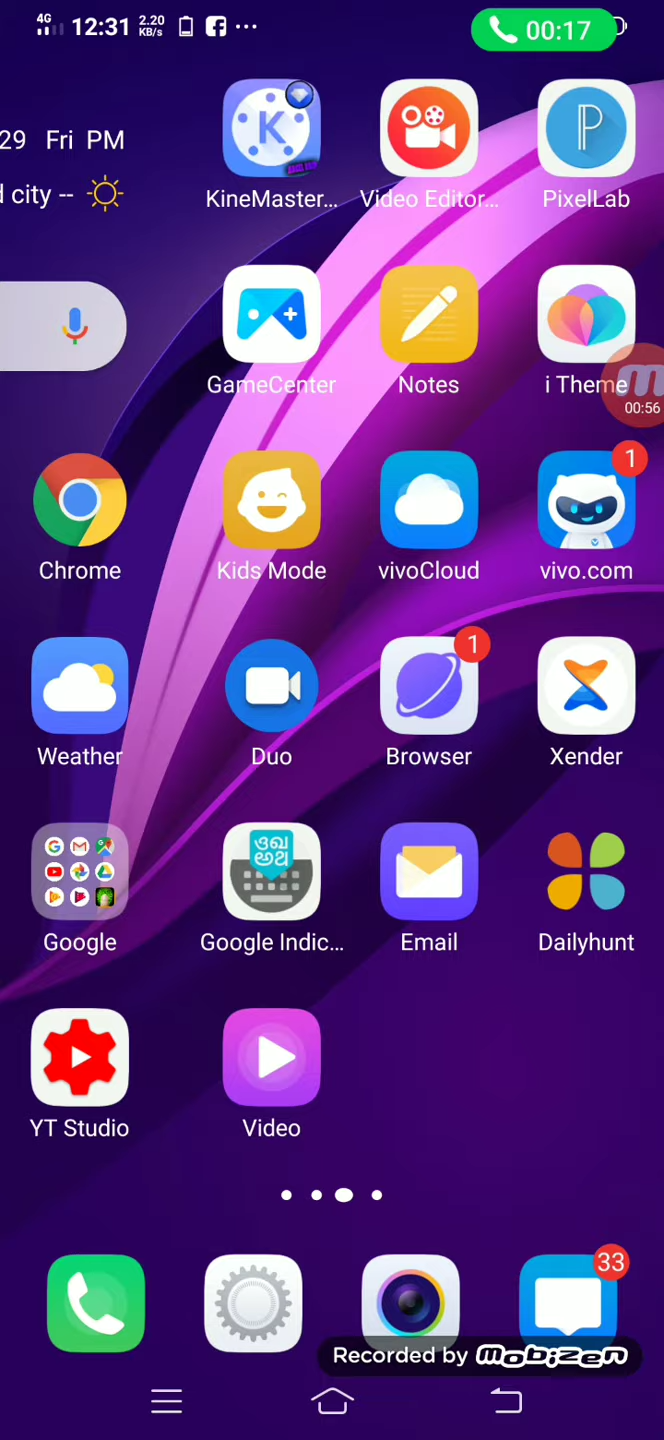 4G 12:31 2.20 KB/s 00:17
29 Fri PM
d city --
KineMaster... Video Editor... PixelLab
GameCenter Notes i Theme
00:56
1
Chrome Kids Mode vivoCloud vivo.com
1
Weather Duo Browser Xender
Google Google Indic... Email Dailyhunt
YT Studio Video
33
Recorded by mobizen